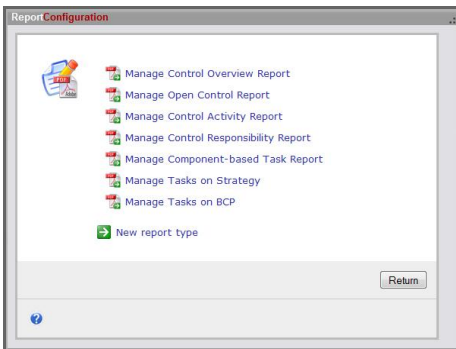 ReportConfiguration
Manage Control Overview Report
Manage Open Control Report
Manage Control Activity Report
Manage Control Responsibility Report
Manage Component-based Task Report
Manage Tasks on Strategy
Manage Tasks on BCP
New report type
Return